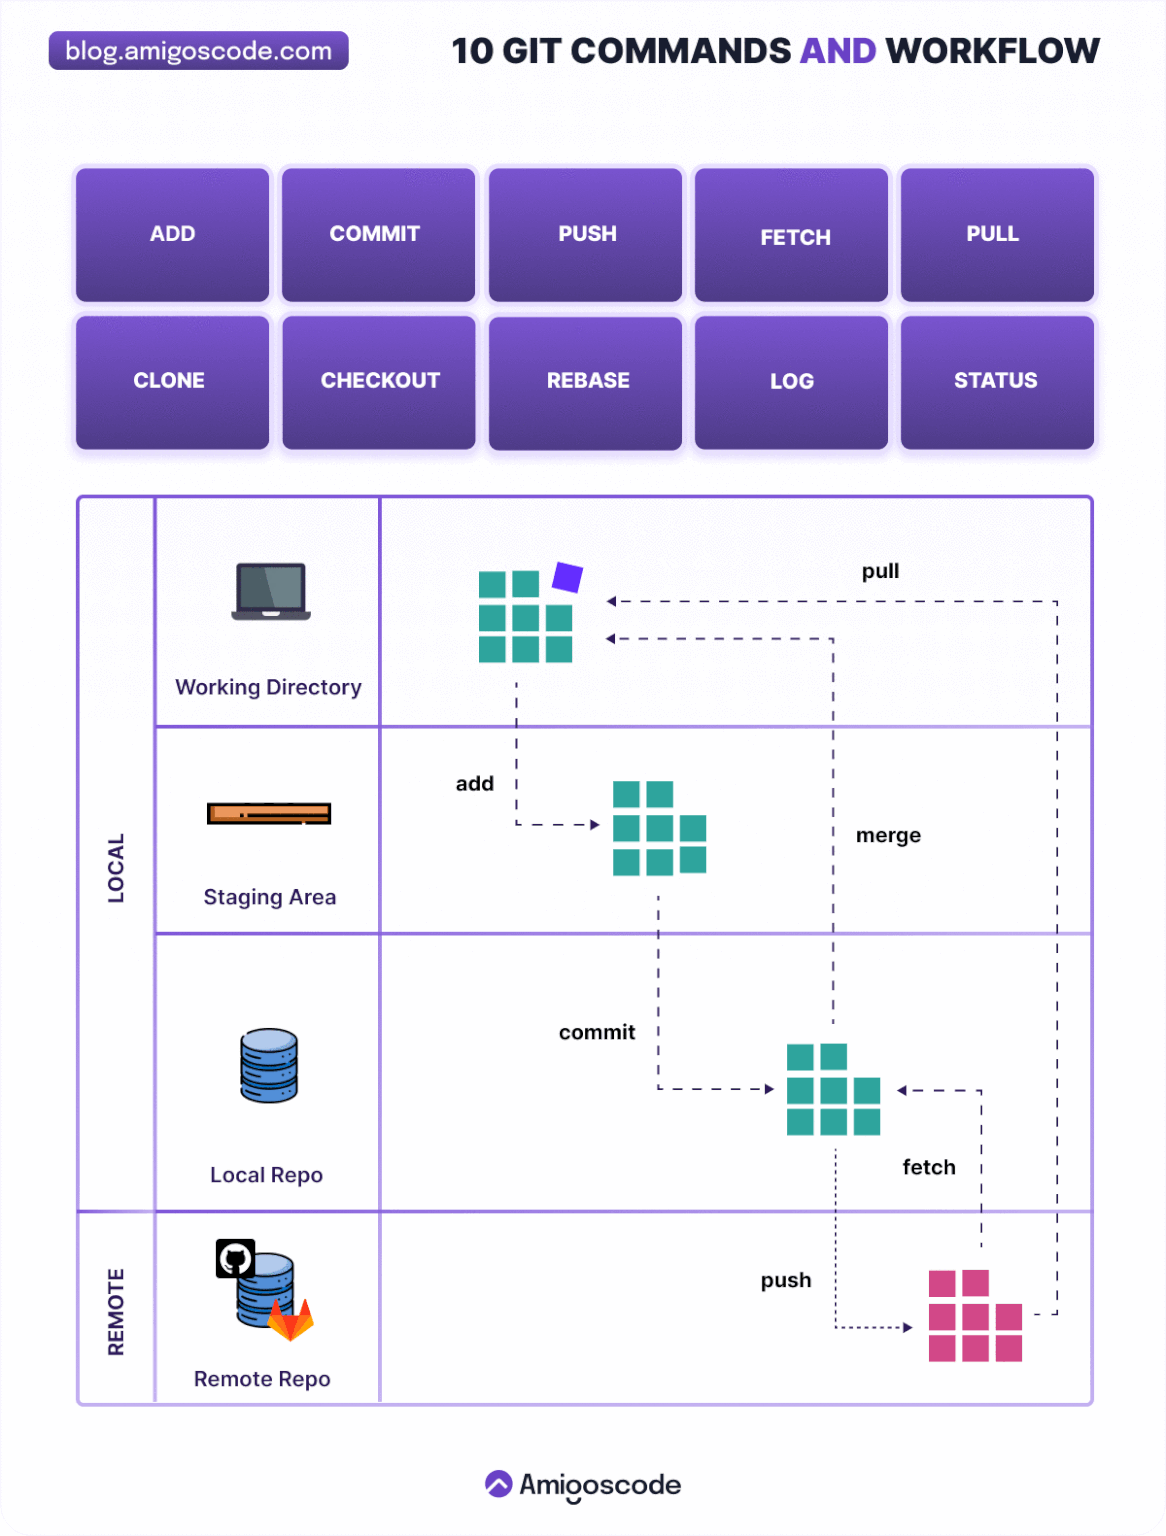 blog.amigoscode.com
10 GIT COMMANDS AND WORKFLOW
ADD
COMMIT
PUSH
FETCH
PULL
CLONE
CHECKOUT
REBASE
LOG
STATUS
pull
Working Directory
add
merge
LOCAL
Staging Area
commit
fetch
Local Repo
push
REMOTE
Remote Repo
Amigoscode